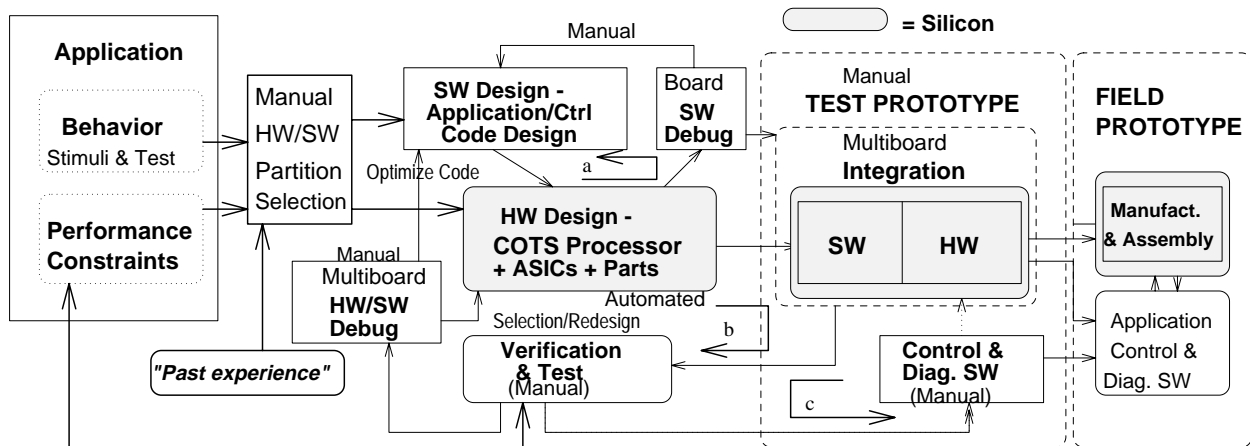 = Silicon
Application
Behavior
Stimuli & Test
Performance
Constraints
Manual
HW/SW
Partition
Selection
"Past experience"
Manual
SW Design -
Application/Ctrl
Code Design
Optimize Code
a
Board
SW
Debug
HW Design -
COTS Processor
+ ASICs + Parts
Automated
Manual
Multiboard
HW/SW
Debug
Selection/Redesign
b
Verification
& Test
(Manual)
c
Manual
TEST PROTOTYPE
Multiboard
Integration
SW
HW
Control &
Diag. SW
(Manual)
FIELD
PROTOTYPE
Manufact.
& Assembly
Application
Control &
Diag. SW